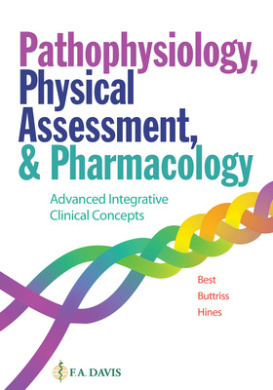 Pathophysiology,
Physical
Assessment,
& Pharmacology
Advanced Integrative
Clinical Concepts
Best
Buttriss
Hines
F.A. DAVIS